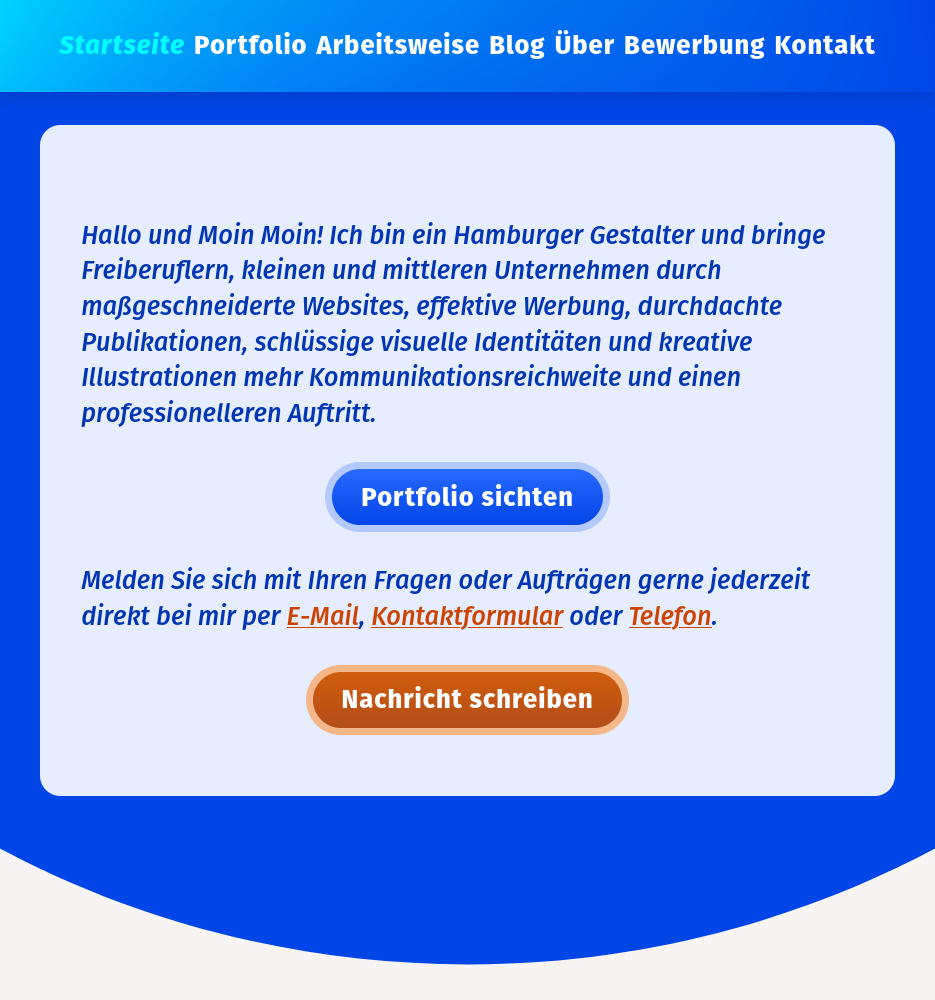 Startseite Portfolio Arbeitsweise Blog Über Bewerbung Kontakt
Hallo und Moin Moin! Ich bin ein Hamburger Gestalter und bringe
Freiberuflern, kleinen und mittleren Unternehmen durch
maßgeschneiderte Websites, effektive Werbung, durchdachte
Publikationen, schlüssige visuelle Identitäten und kreative
Illustrationen mehr Kommunikationsreichweite und einen
professionelleren Auftritt.
Portfolio sichten
Melden Sie sich mit Ihren Fragen oder Aufträgen gerne jederzeit
direkt bei mir per E-Mail, Kontaktformular oder Telefon.
Nachricht schreiben